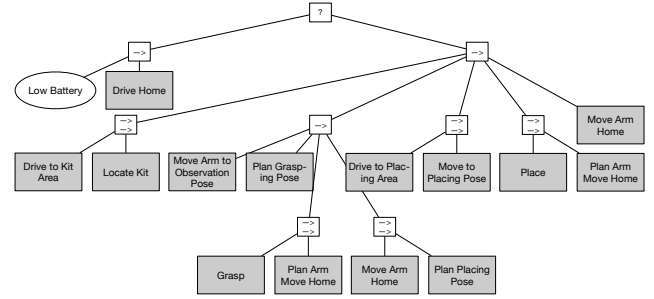 ?
—>
—>
Low Battery
Drive Home
Move Arm
Home
—>
—>
—>
—>
—>
—>
—>
Drive to Kit
Area
Locate Kit
Move Arm to
Observation
Pose
Plan Grasp-
ing Pose
Drive to Plac-
ing Area
Move to
Placing Pose
Place
Plan Arm
Move Home
—>
—>
—>
—>
Grasp
Plan Arm
Move Home
Move Arm
Home
Plan Placing
Pose